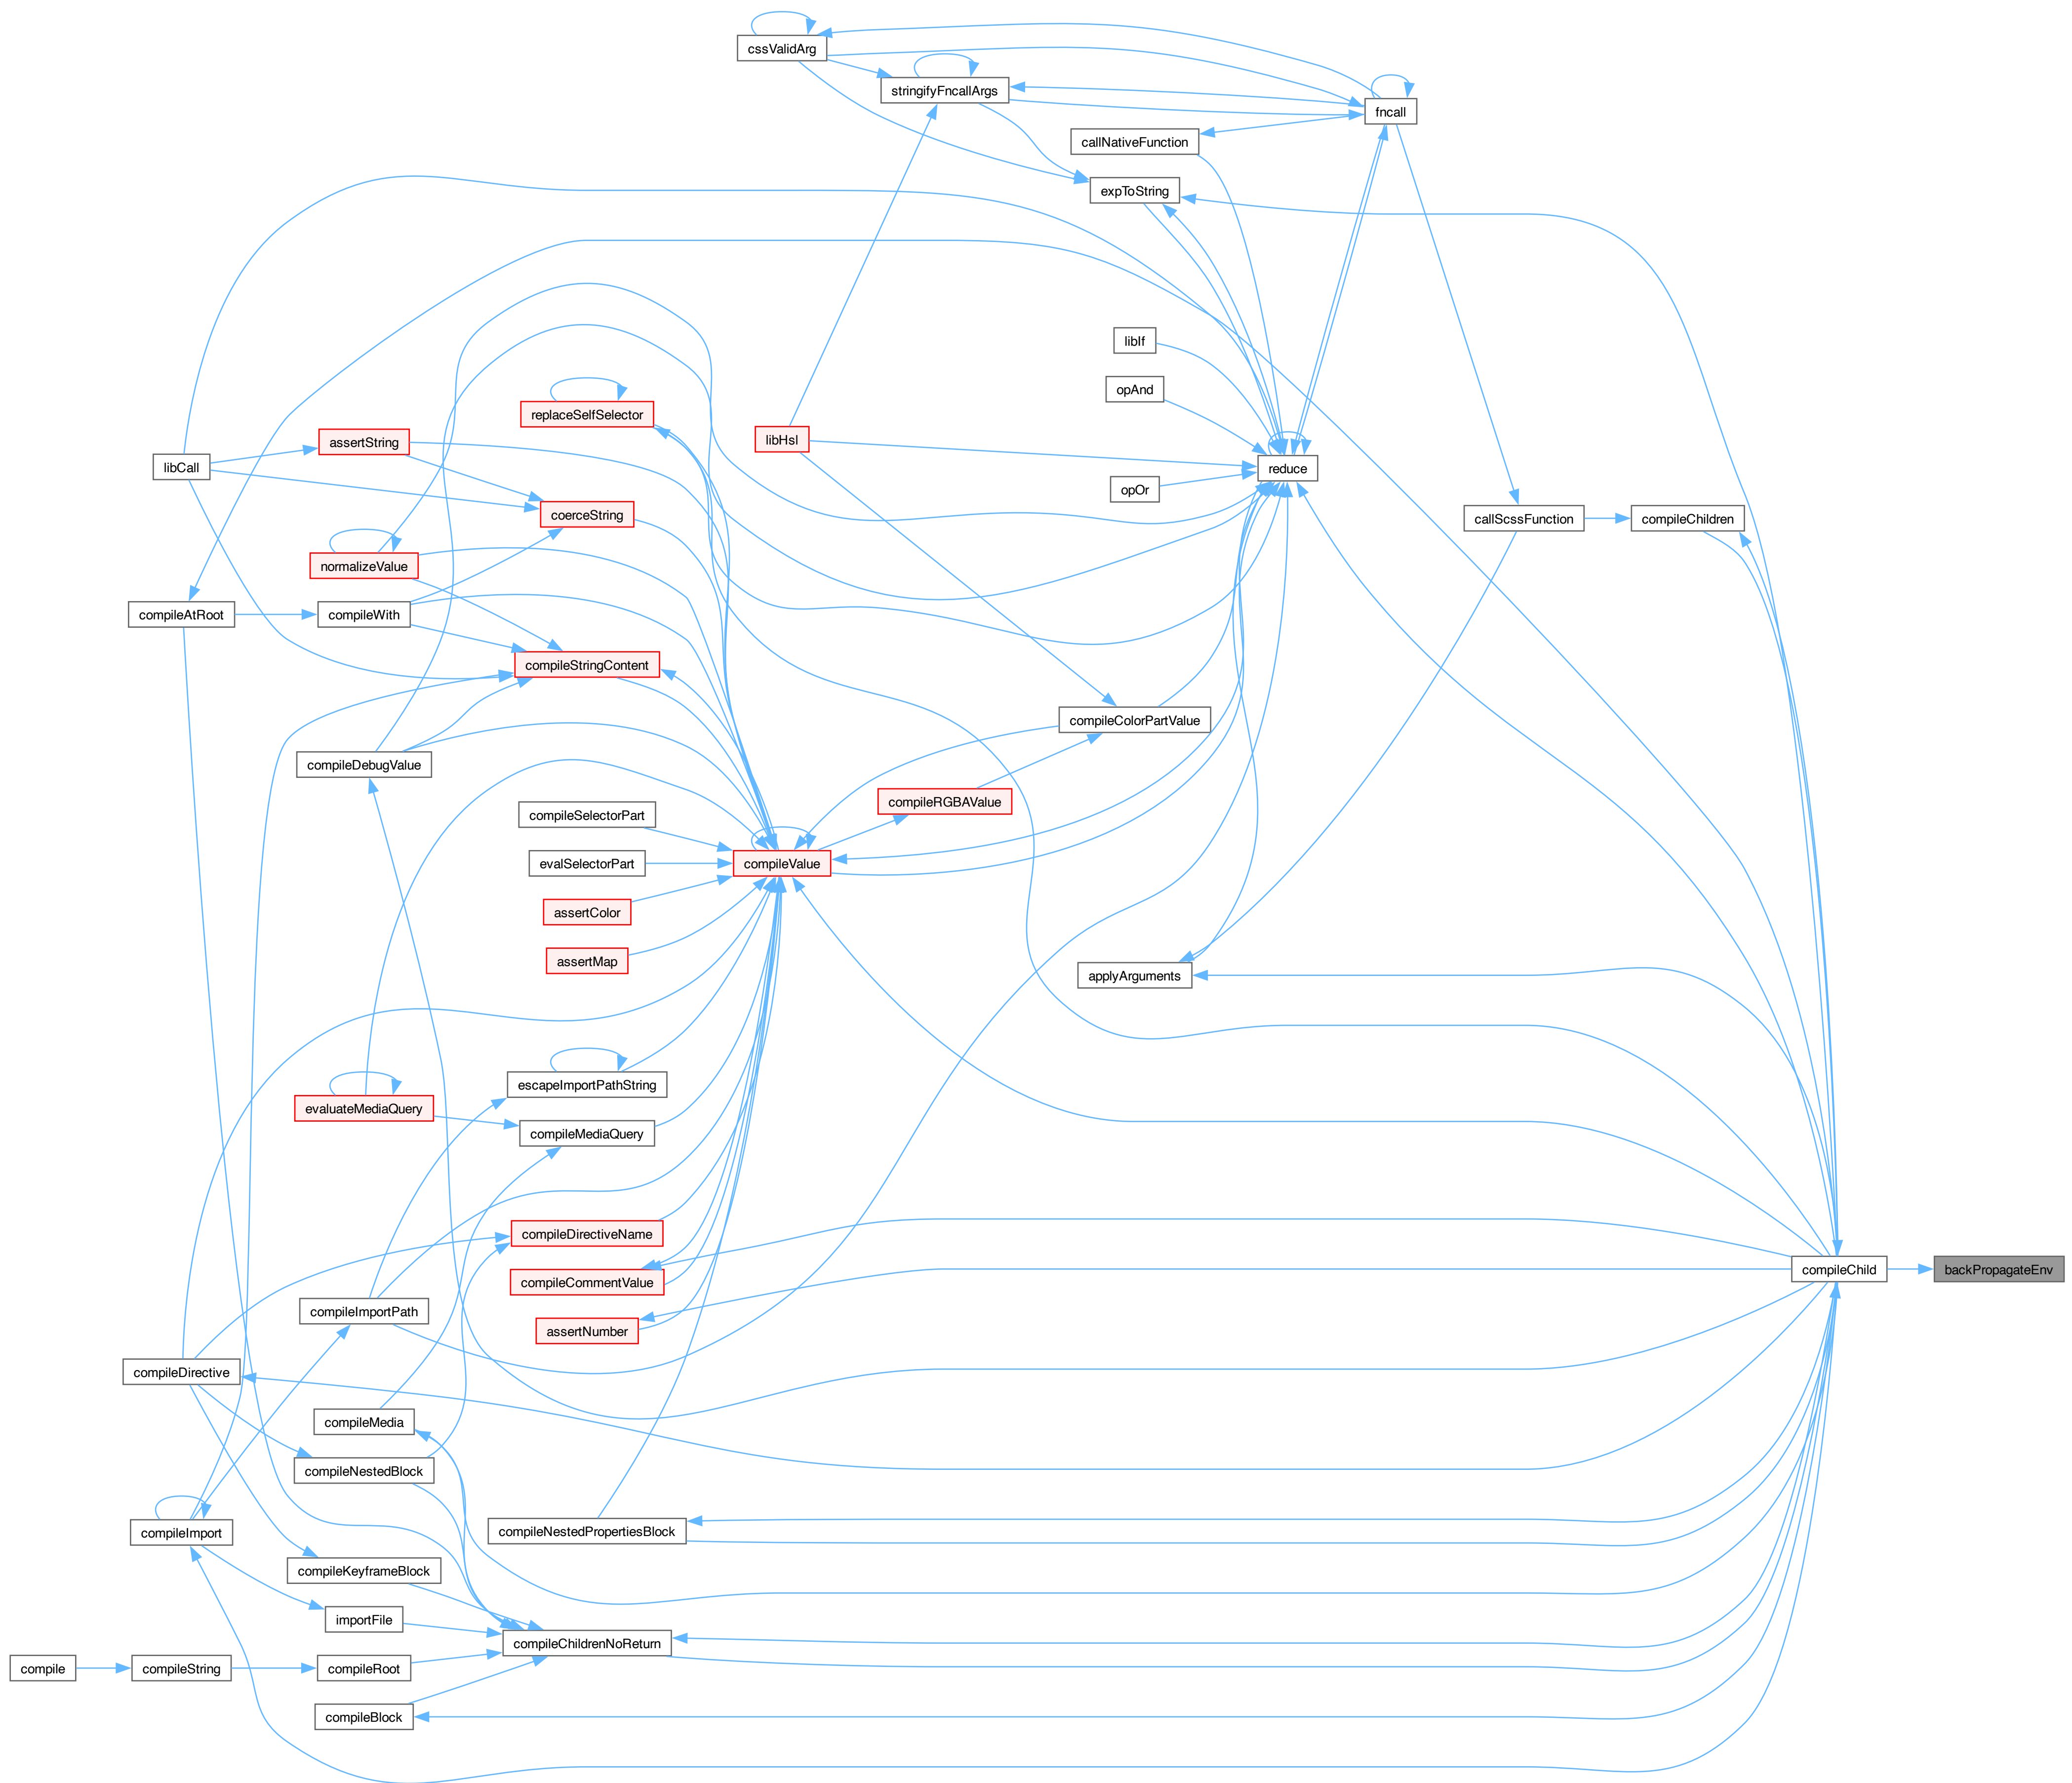 cssValidArg
stringifyFncallArgs
fncall
callNativeFunction
expToString
libIf
opAnd
replaceSelfSelector
libHsl
assertString
libCall
reduce
opOr
coerceString
callScssFunction
compileChildren
normalizeValue
compileAtRoot
compileWith
compileStringContent
compileColorPartValue
compileDebugValue
compileRGBAValue
compileSelectorPart
compileValue
evalSelectorPart
assertColor
assertMap
applyArguments
escapeImportPathString
evaluateMediaQuery
compileMediaQuery
compileDirectiveName
compileChild
backPropagateEnv
compileCommentValue
compileImportPath
assertNumber
compileDirective
compileMedia
compileNestedBlock
compileImport
compileNestedPropertiesBlock
compileKeyframeBlock
importFile
compileChildrenNoReturn
compile
compileString
compileRoot
compileBlock